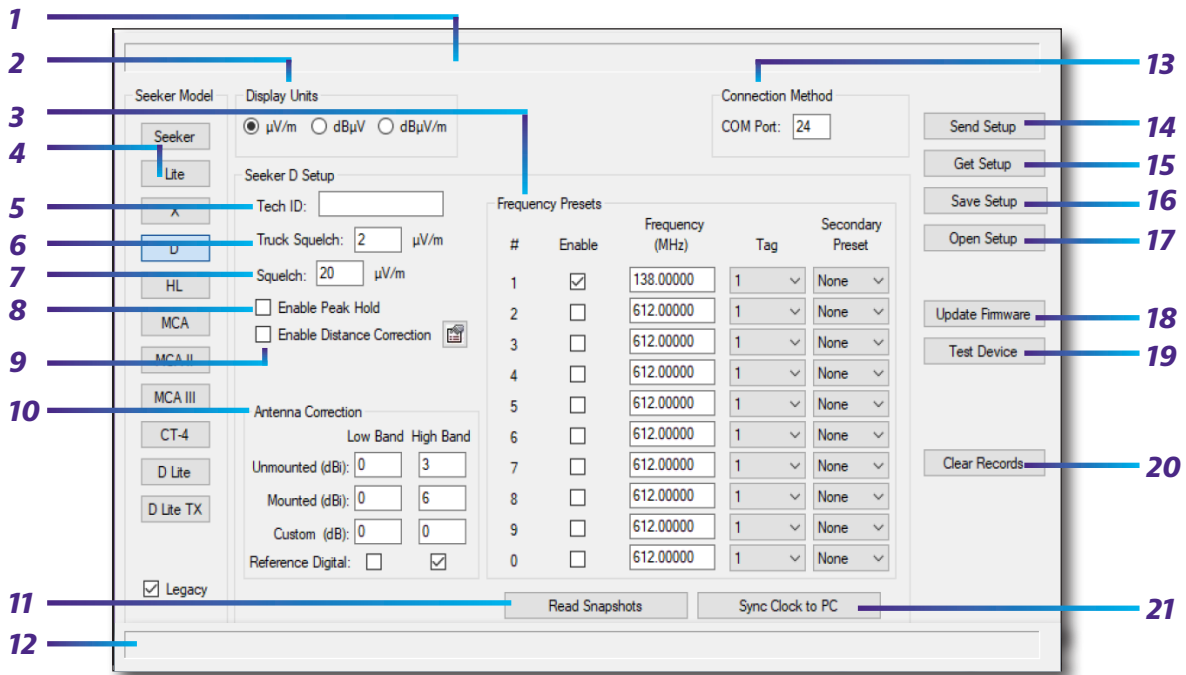 1
2
3
4
5
6
7
8
9
10
11
12
Seeker Model
Seeker
Lite
X
D
HL
MCA
MCA II
MCA III
CT-4
D Lite
D Lite TX
Legacy
Display Units
µV/m dBµV dBµV/m
Seeker D Setup
Tech ID:
Truck Squelch: 2 µV/m
Squelch: 20 µV/m
Enable Peak Hold
Enable Distance Correction
Antenna Correction
Low Band High Band
Unmounted (dBi): 0 3
Mounted (dBi): 0 6
Custom (dB): 0 0
Reference Digital:
Connection Method
COM Port: 24
Frequency Presets
# Enable Frequency (MHz) Tag Secondary Preset
1 138.00000 1 None
2 612.00000 1 None
3 612.00000 1 None
4 612.00000 1 None
5 612.00000 1 None
6 612.00000 1 None
7 612.00000 1 None
8 612.00000 1 None
9 612.00000 1 None
0 612.00000 1 None
Read Snapshots
Sync Clock to PC
Send Setup
Get Setup
Save Setup
Open Setup
Update Firmware
Test Device
Clear Records
13
14
15
16
17
18
19
20
21